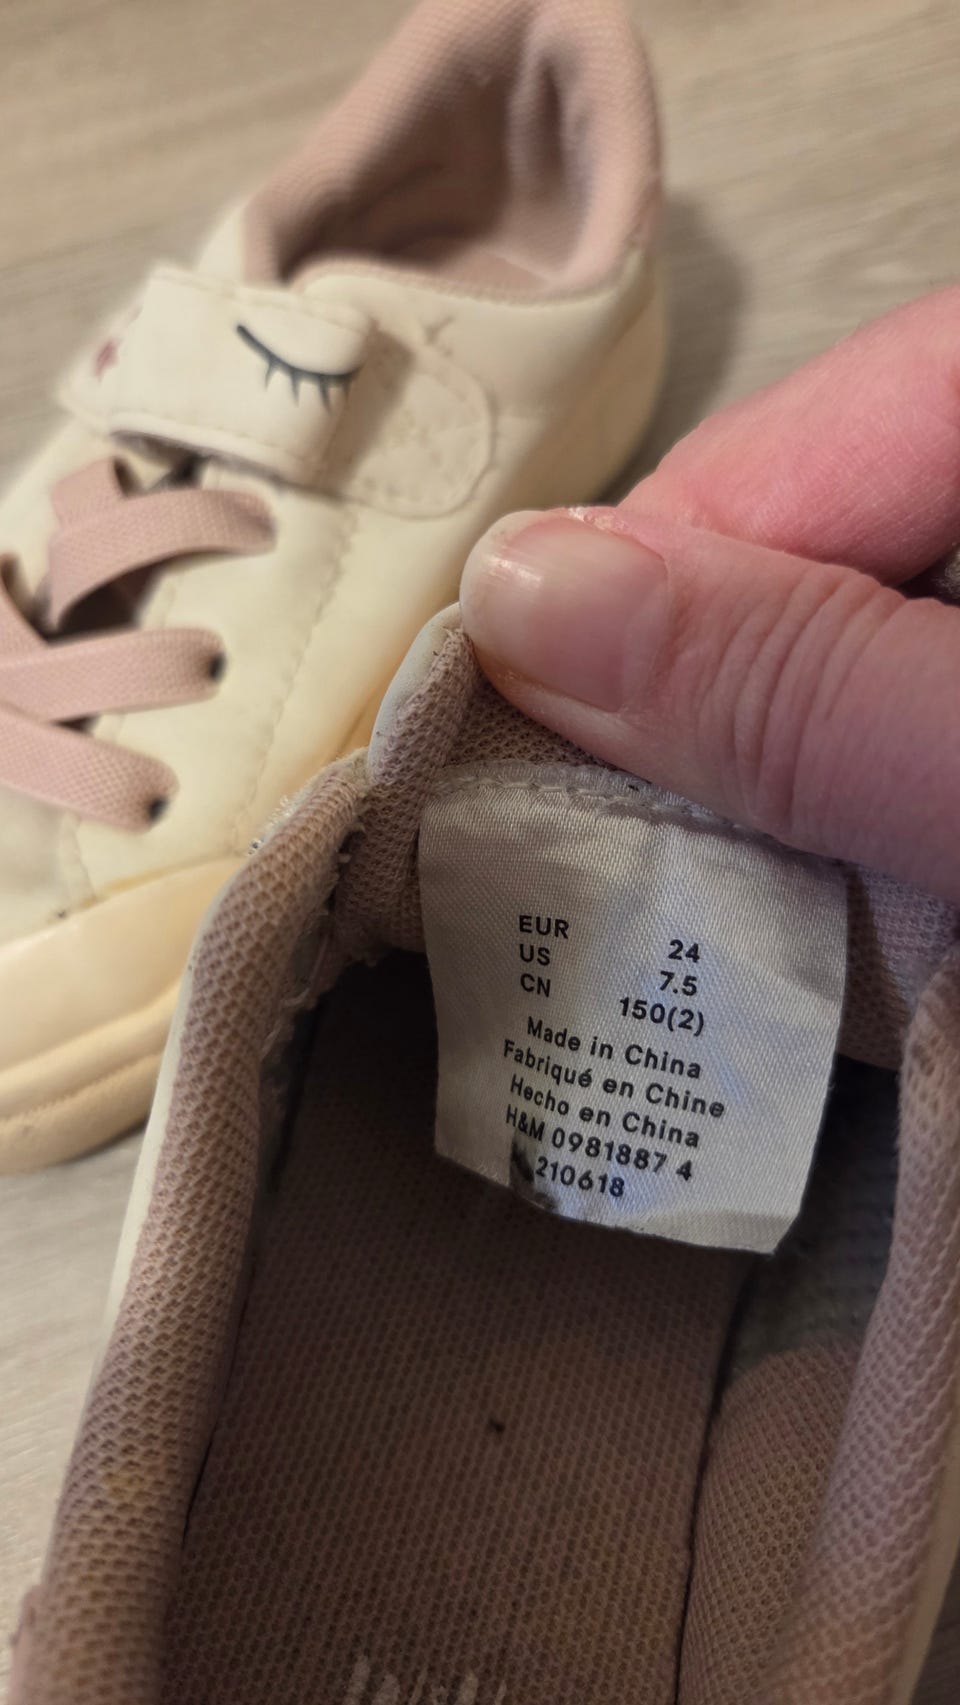 EUR 24
US 7.5
CN 150(2)
Made in China
Fabriqué en Chine
Hecho en China
H&M 0981887 4
210618